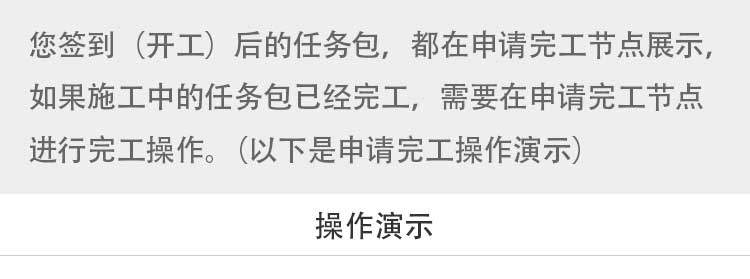 您签到（开工）后的任务包，都在申请完工节点展示，
如果施工中的任务包已经完工，需要在申请完工节点
进行完工操作。（以下是申请完工操作演示）
操作演示